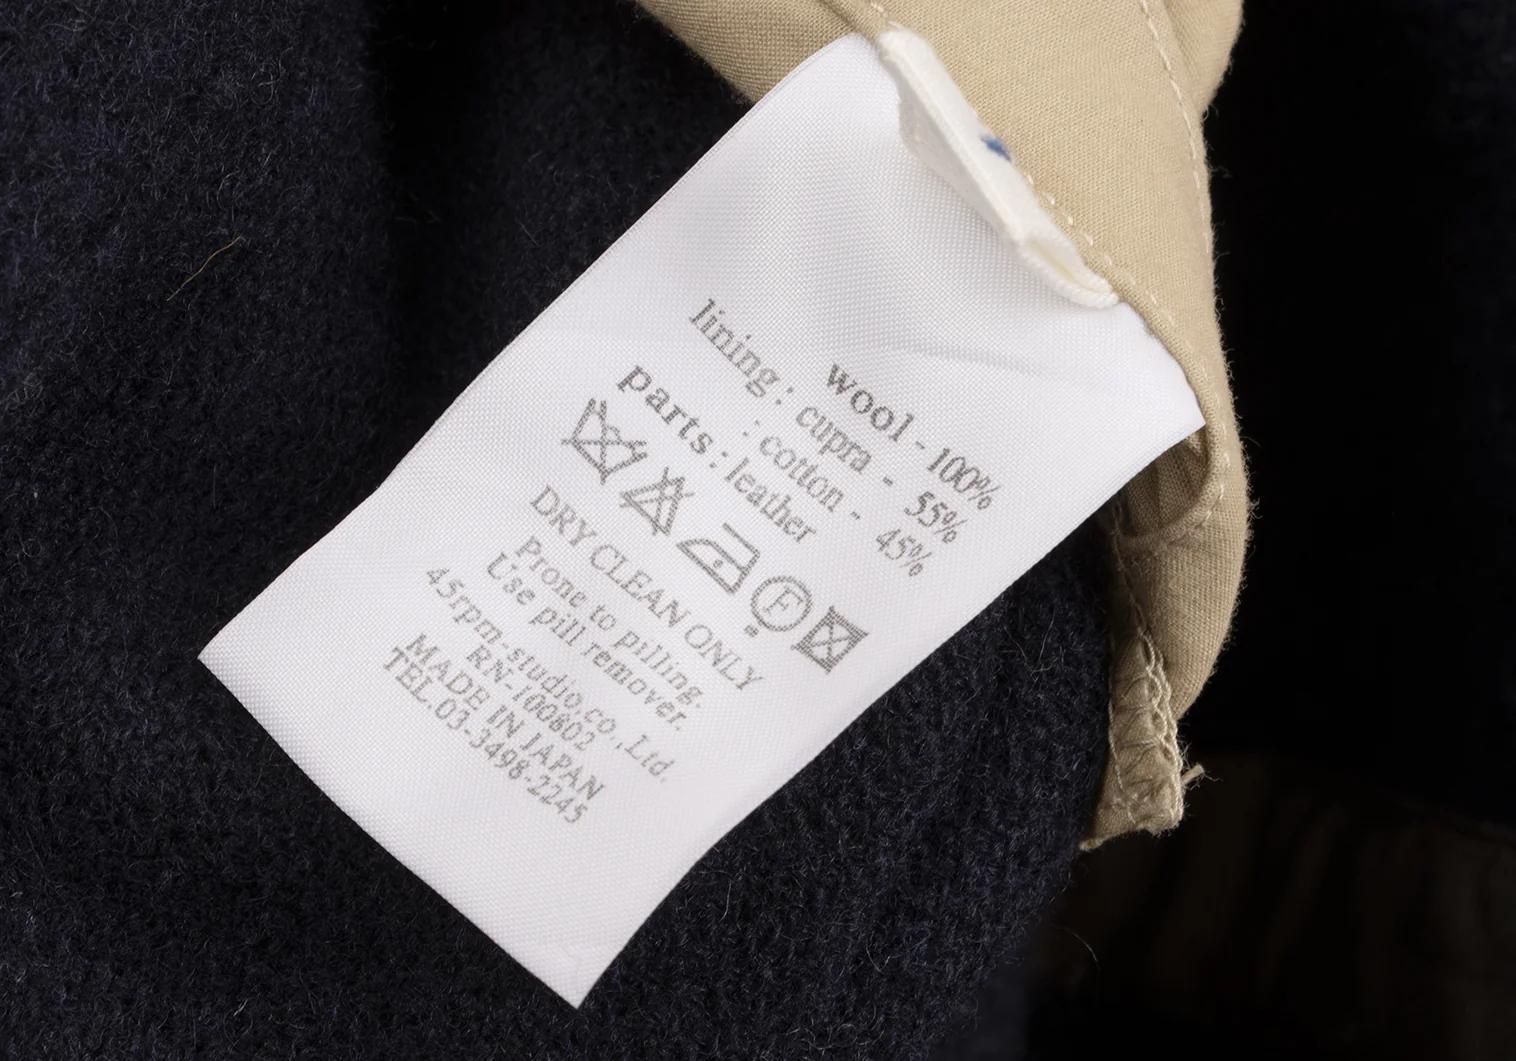 wool - 100%
lining : cupra - 55%
: cotton - 45%
parts : leather
F
DRY CLEAN ONLY
Prone to pilling.
Use pill remover.
45rpm-studio.co.,Ltd.
RN-100802
MADE IN JAPAN
TEL.03-3498-2245